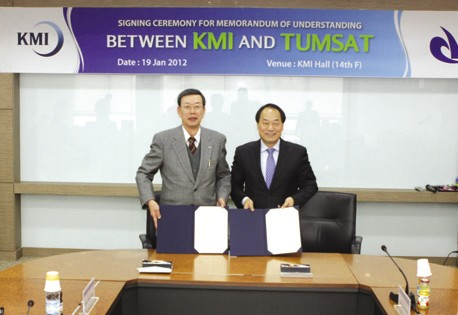 KMI
SIGNING CEREMONY FOR MEMORANDUM OF UNDERSTANDING
BETWEEN KMI AND TUMSAT
Date : 19 Jan 2012
Venue : KMI Hall (14th F)